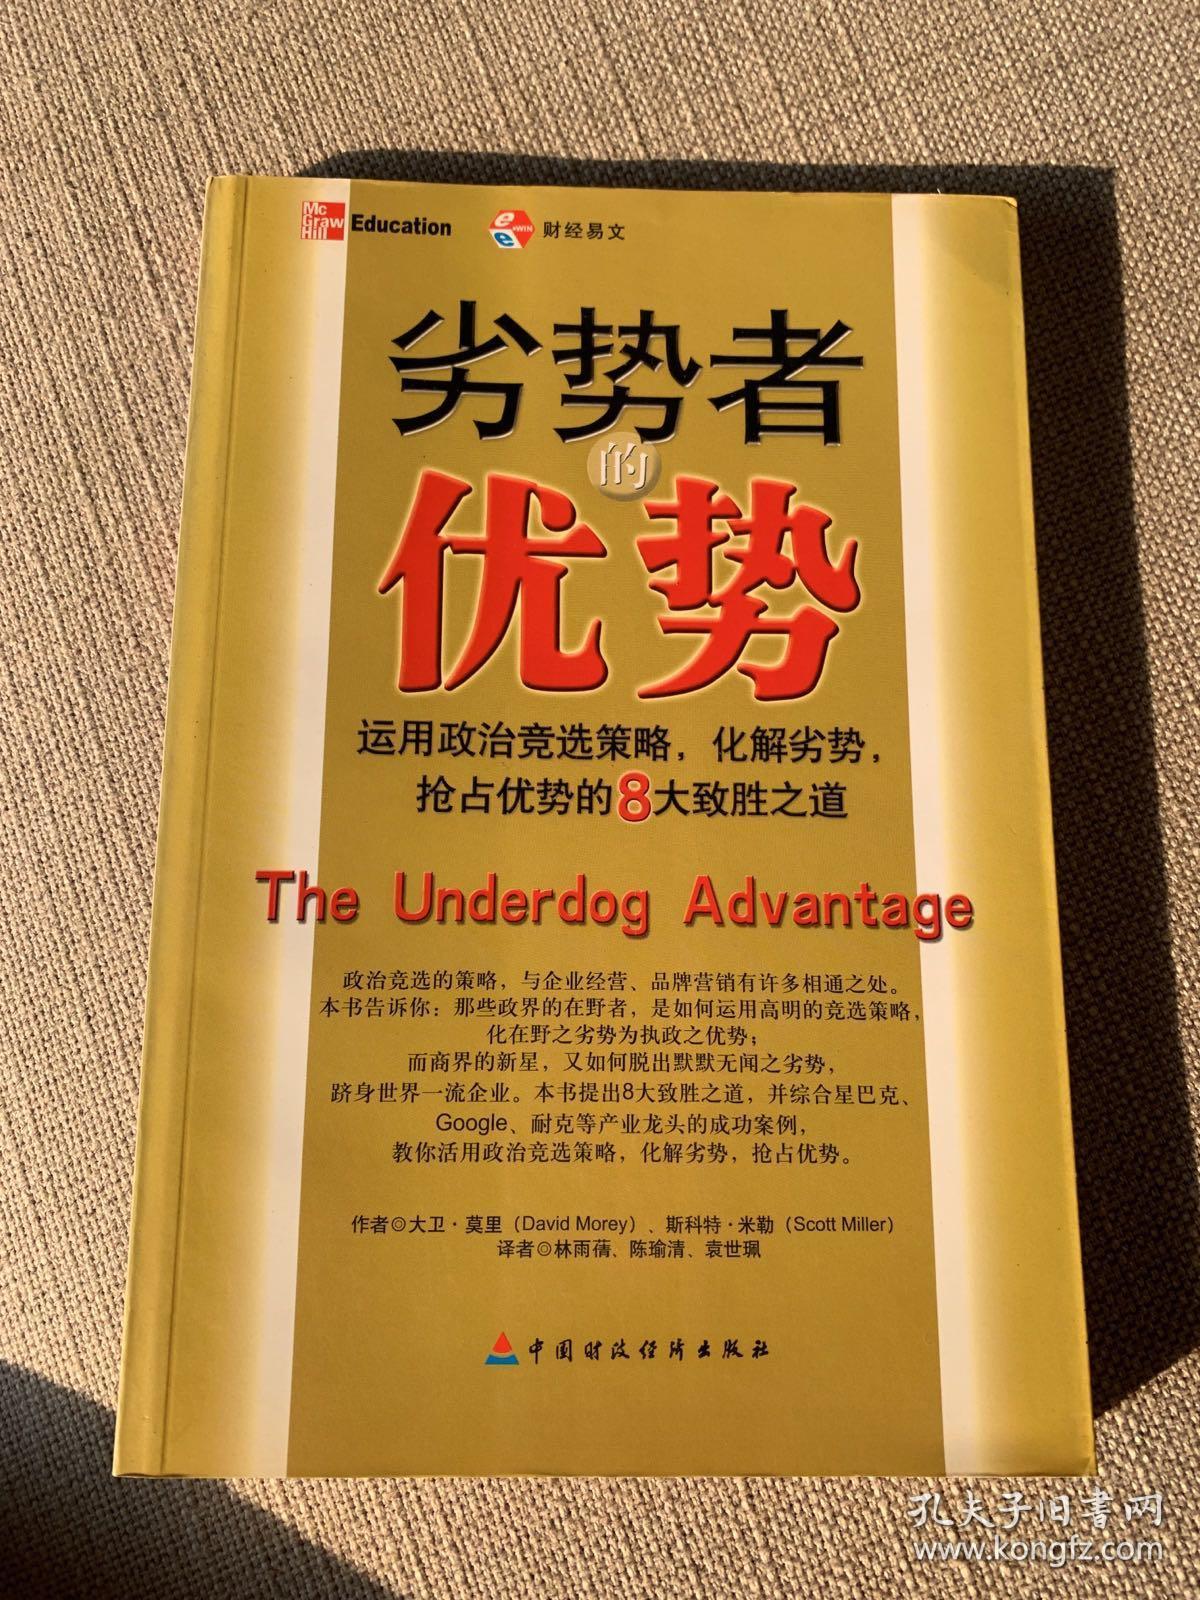 Mc
Graw
Hill
Education
e
e
WIN
财经易文
劣势者
的
优势
运用政治竞选策略，化解劣势，
抢占优势的8大致胜之道
The Underdog Advantage
政治竞选的策略，与企业经营、品牌营销有许多相通之处。
本书告诉你：那些政界的在野者，是如何运用高明的竞选策略，
化在野之劣势为执政之优势；
而商界的新星，又如何脱出默默无闻之劣势，
跻身世界一流企业。本书提出8大致胜之道，并综合星巴克、
Google、耐克等产业龙头的成功案例，
教你活用政治竞选策略，化解劣势，抢占优势。
作者◎大卫·莫里（David Morey）、斯科特·米勒（Scott Miller）
译者◎林雨蒨、陈瑜清、袁世珮
中国财政经济出版社
孔夫子旧书网
www.kongfz.com